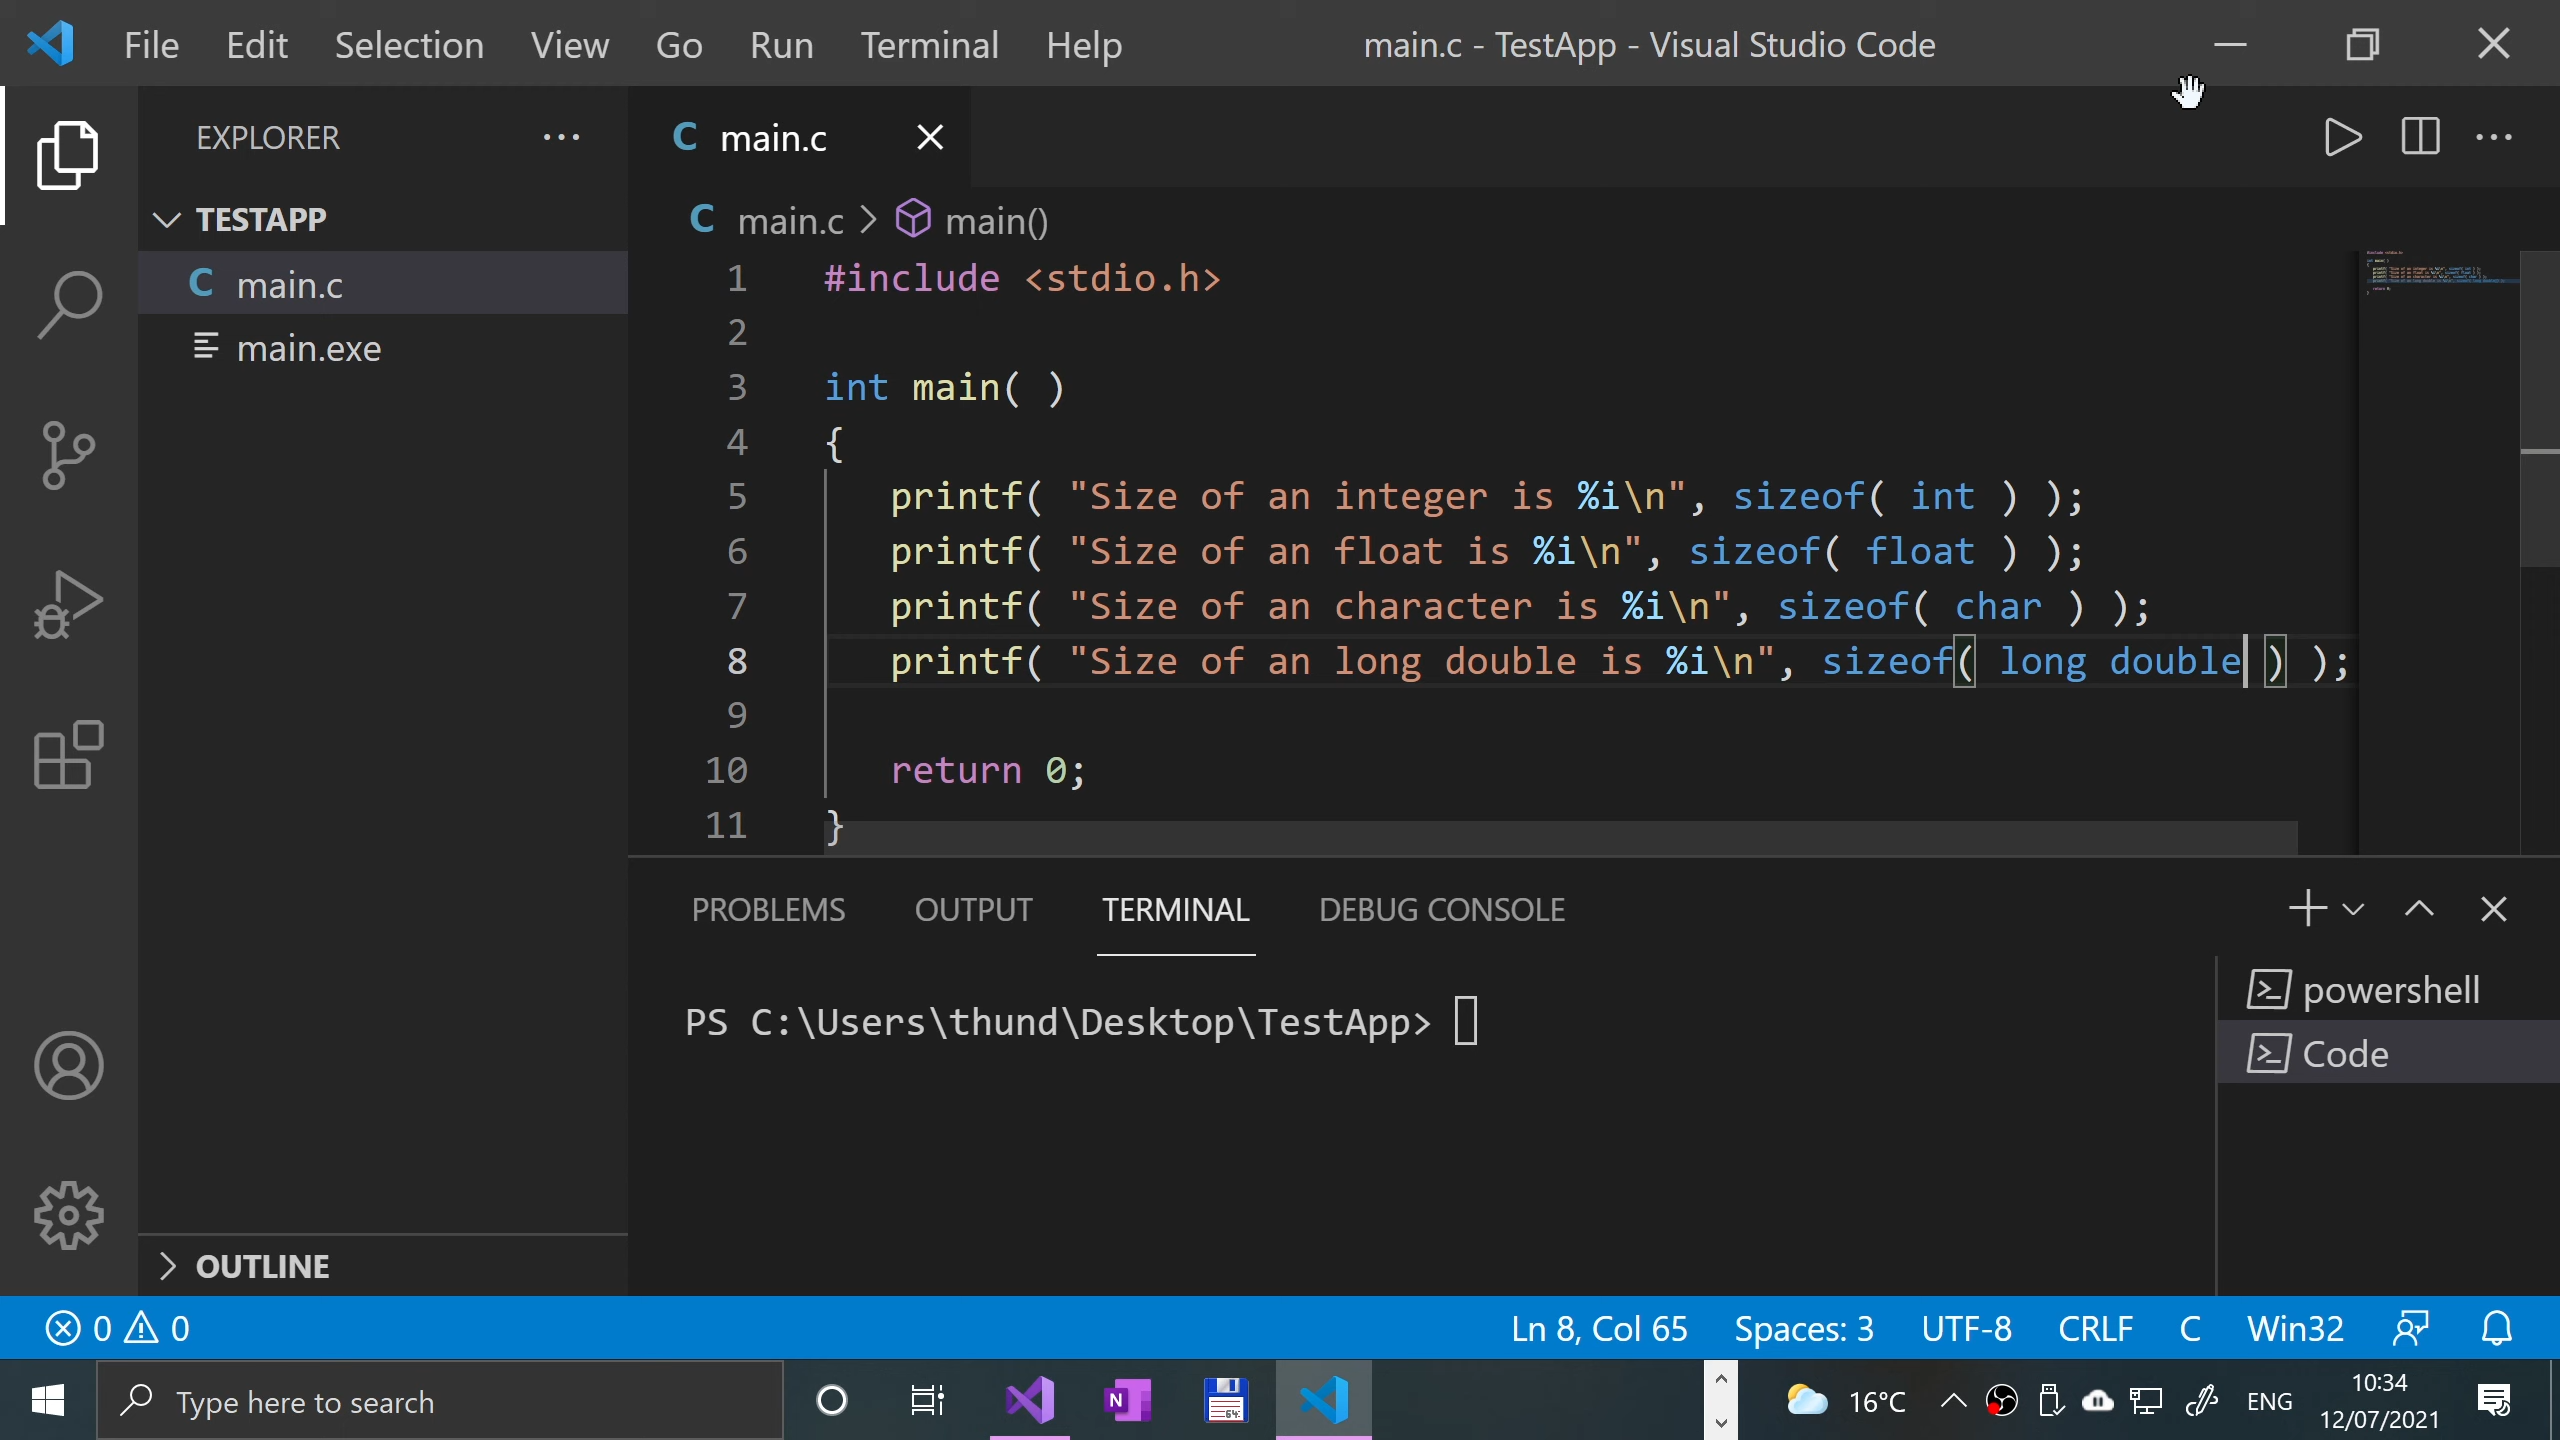 File Edit Selection View Go Run Terminal Help main.c - TestApp - Visual Studio Code
EXPLORER
TESTAPP
C main.c
main.exe
OUTLINE
C main.c
C main.c > main()
1 #include <stdio.h>
2
3 int main( )
4 {
5 printf( "Size of an integer is %i\n", sizeof( int ) );
6 printf( "Size of an float is %i\n", sizeof( float ) );
7 printf( "Size of an character is %i\n", sizeof( char ) );
8 printf( "Size of an long double is %i\n", sizeof( long double ) );
9
10 return 0;
11 }
PROBLEMS OUTPUT TERMINAL DEBUG CONSOLE
PS C:\Users\thund\Desktop\TestApp>
powershell
Code
0 0 Ln 8, Col 65 Spaces: 3 UTF-8 CRLF C Win32
Type here to search N 64: 16°C ENG 10:34
12/07/2021